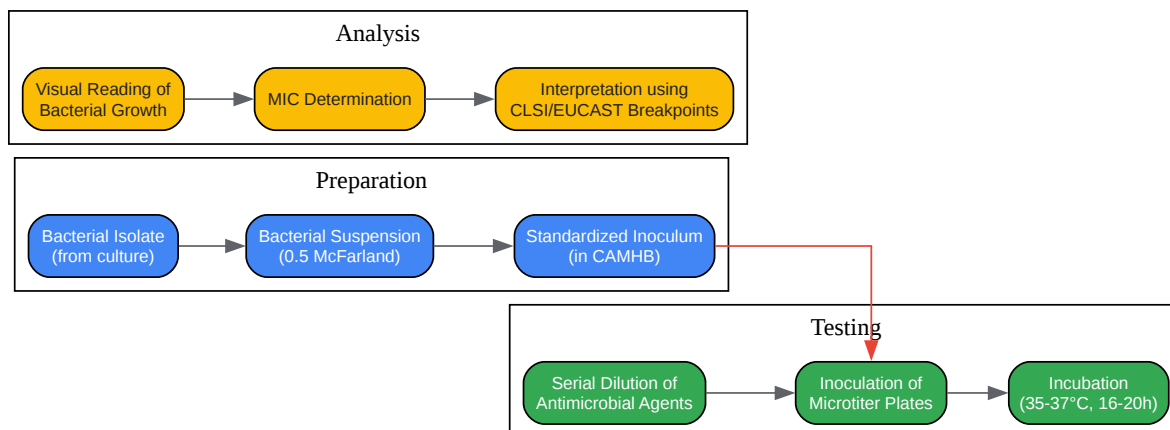 Analysis
Visual Reading of
Bacterial Growth
MIC Determination
Interpretation using
CLSI/EUCAST Breakpoints
Preparation
Bacterial Isolate
(from culture)
Bacterial Suspension
(0.5 McFarland)
Standardized Inoculum
(in CAMHB)
Testing
Serial Dilution of
Antimicrobial Agents
Inoculation of
Microtiter Plates
Incubation
(35-37°C, 16-20h)